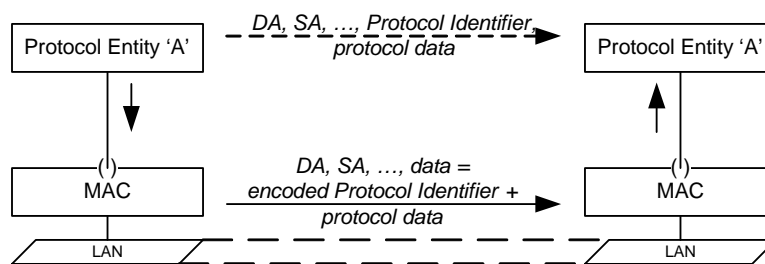 Protocol Entity ‘A’
DA, SA, …, Protocol Identifier,
protocol data
Protocol Entity ‘A’
( )
MAC
DA, SA, …, data =
encoded Protocol Identifier +
protocol data
( )
MAC
LAN
LAN